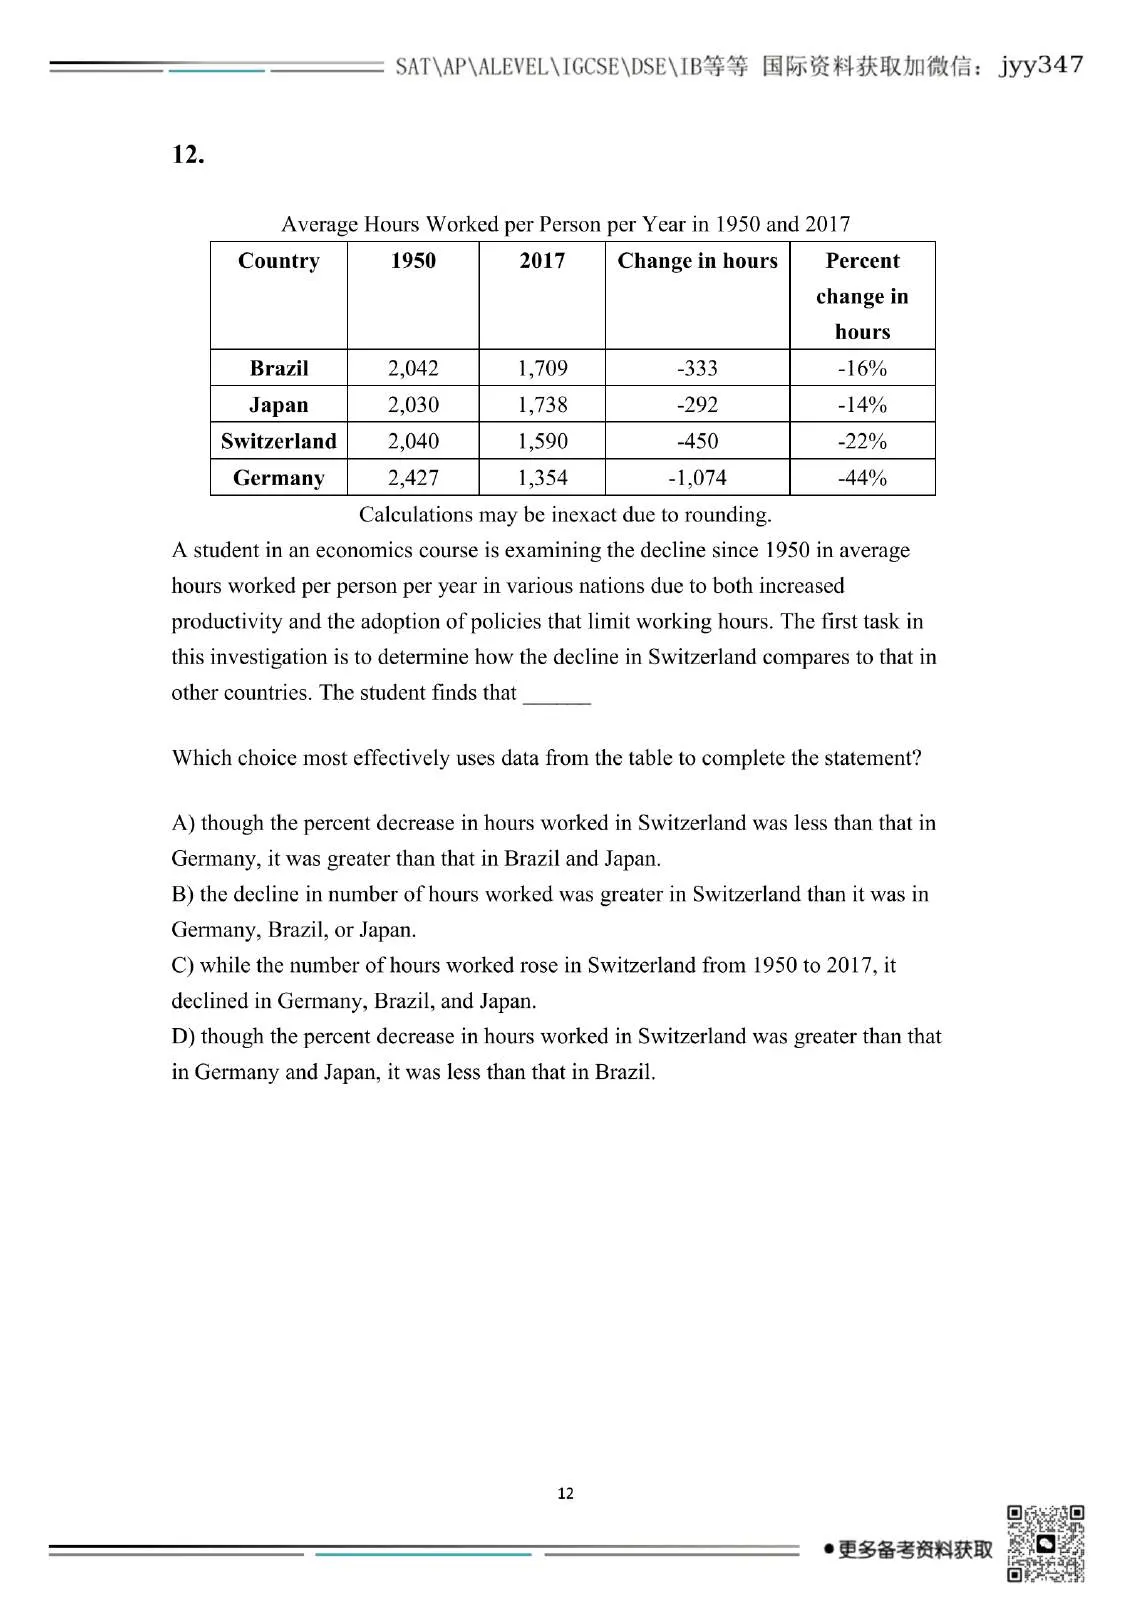 SAT\AP\ALEVEL\IGCSE\DSE\IB等等 国际资料获取加微信: jyy347
12.
Average Hours Worked per Person per Year in 1950 and 2017
Country 1950 2017 Change in hours Percent change in hours
Brazil 2,042 1,709 -333 -16%
Japan 2,030 1,738 -292 -14%
Switzerland 2,040 1,590 -450 -22%
Germany 2,427 1,354 -1,074 -44%
Calculations may be inexact due to rounding.
A student in an economics course is examining the decline since 1950 in average
hours worked per person per year in various nations due to both increased
productivity and the adoption of policies that limit working hours. The first task in
this investigation is to determine how the decline in Switzerland compares to that in
other countries. The student finds that ______
Which choice most effectively uses data from the table to complete the statement?
A) though the percent decrease in hours worked in Switzerland was less than that in
Germany, it was greater than that in Brazil and Japan.
B) the decline in number of hours worked was greater in Switzerland than it was in
Germany, Brazil, or Japan.
C) while the number of hours worked rose in Switzerland from 1950 to 2017, it
declined in Germany, Brazil, and Japan.
D) though the percent decrease in hours worked in Switzerland was greater than that
in Germany and Japan, it was less than that in Brazil.
12
●更多备考资料获取